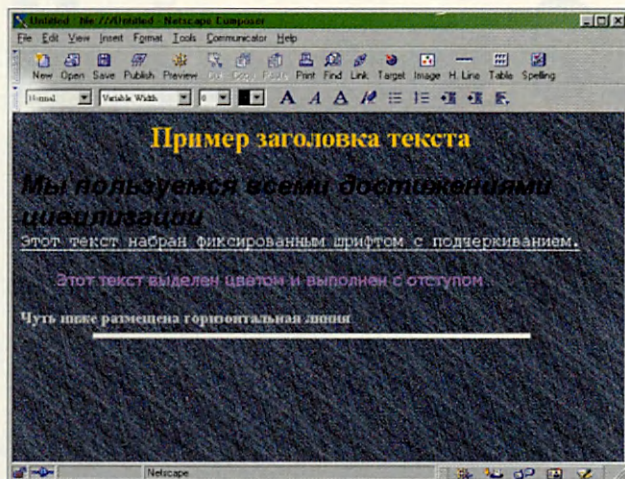 Untitled : file:///Untitled - Netscape Composer
File Edit View Insert Format Tools Communicator Help
New Open Save Publish Preview Cut Copy Paste Print Find Link Target Image H. Line Table Spelling
Normal Variable Width 0 A A A
Пример заголовка текста
Мы пользуемся всеми достижениями
цивилизации
Этот текст набран фиксированным шрифтом с подчеркиванием.
Этот текст выделен цветом и выполнен с отступом
Чуть ниже размещена горизонтальная линия
Netscape